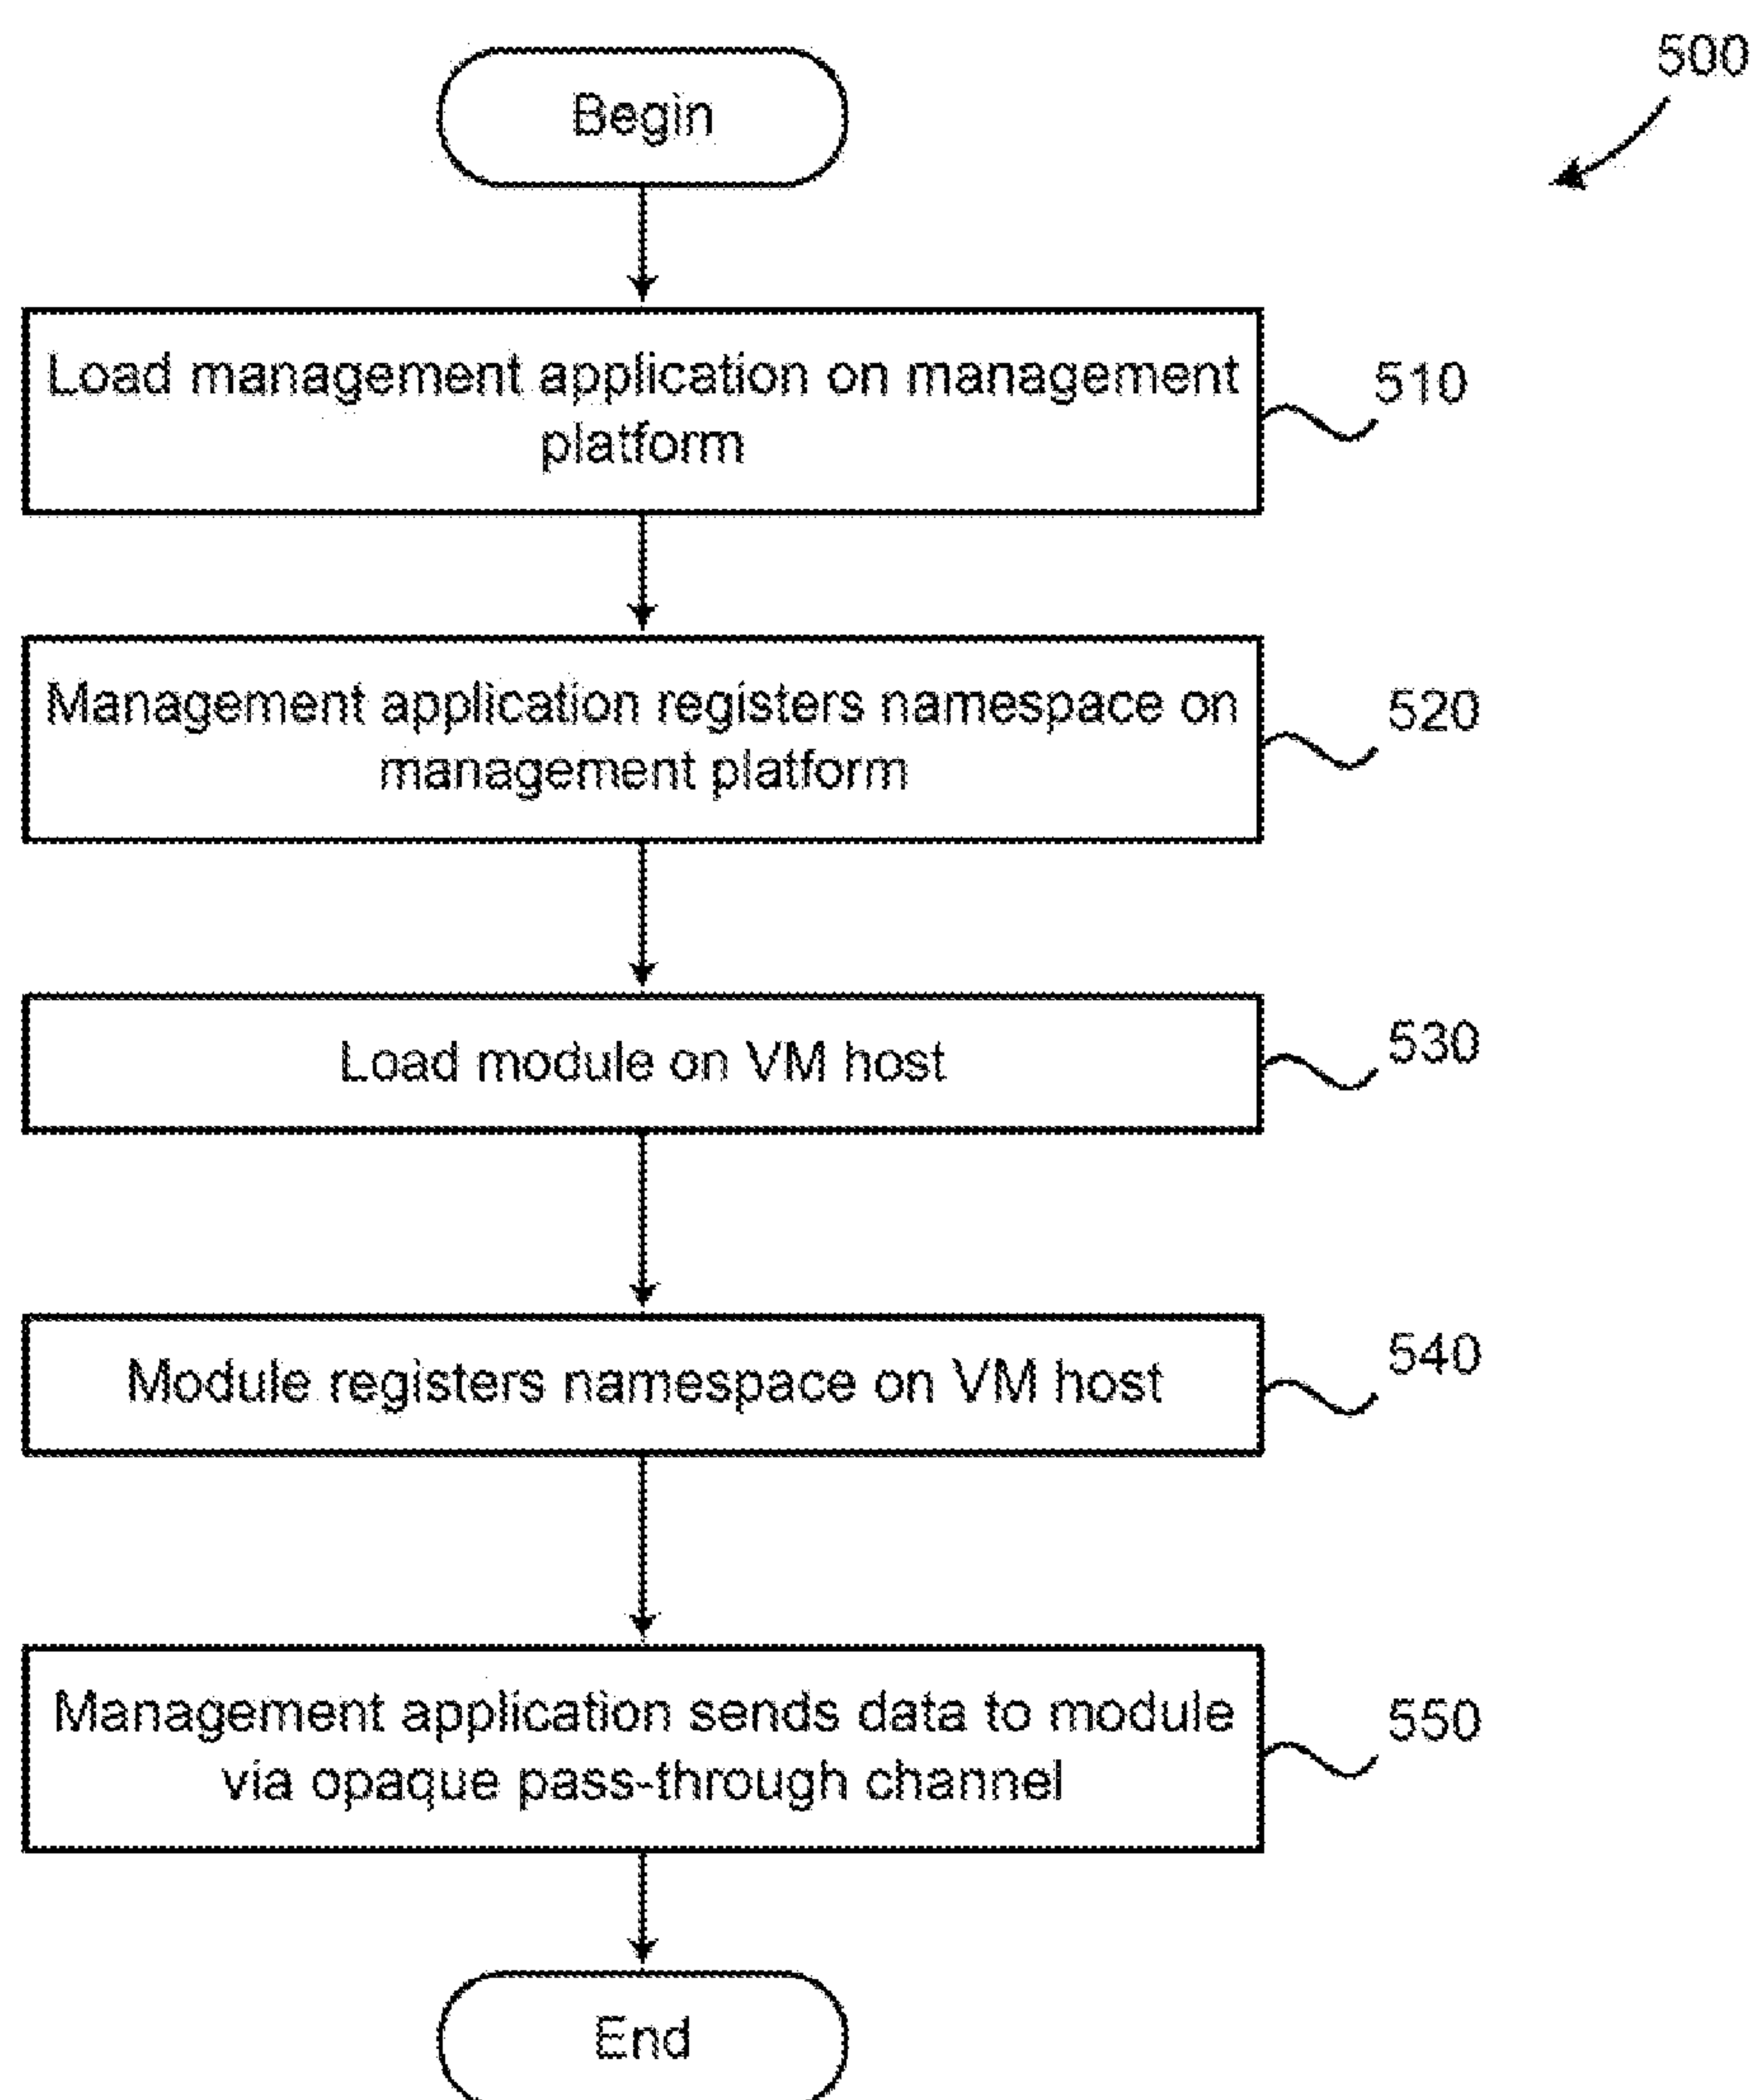 500
Begin
Load management application on management
platform
510
Management application registers namespace on
management platform
520
Load module on VM host
530
Module registers namespace on VM host
540
Management application sends data to module
via opaque pass-through channel
550
End